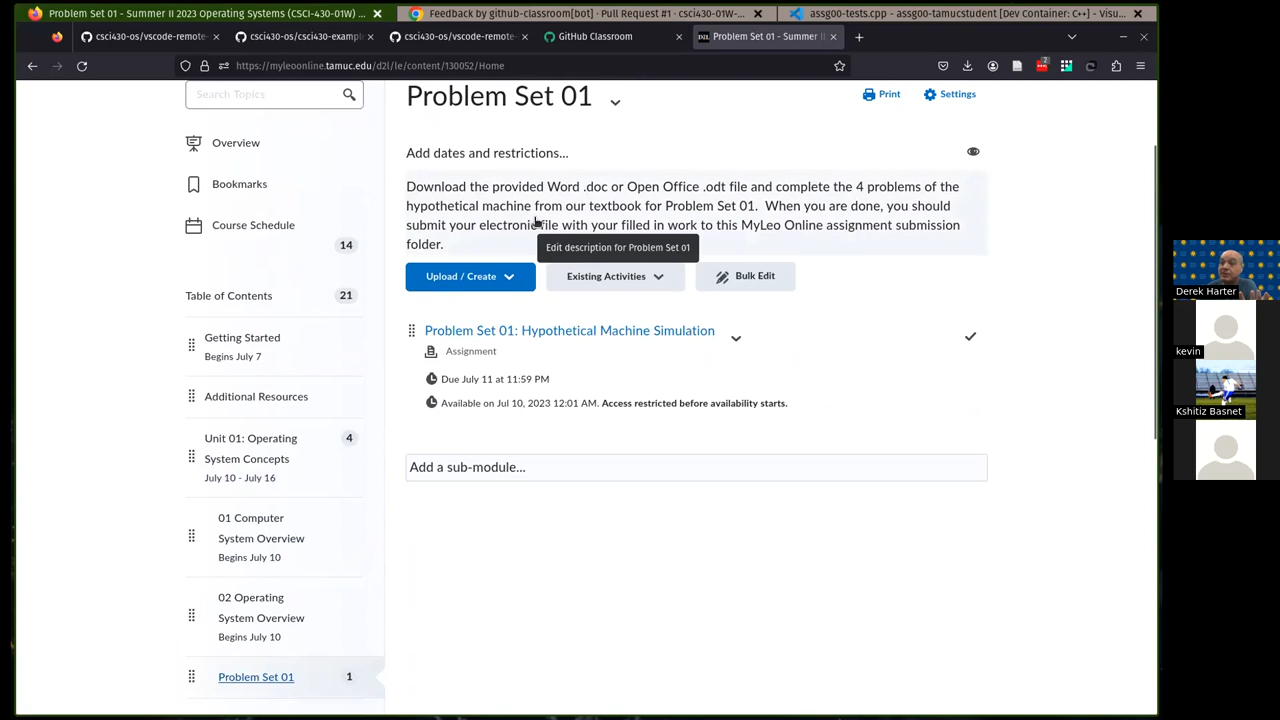 Problem Set 01 - Summer II 2023 Operating Systems (CSCI-430-01W)
Feedback by github-classroom[bot] · Pull Request #1 · csci430-01W-...
assg00-tests.cpp - assg00-tamucstudent [Dev Container: C++] - Visu...
csci430-os/vscode-remote-
csci430-os/csci430-examp
csci430-os/vscode-remote-
GitHub Classroom
Problem Set 01 - Summer II
https://myleoonline.tamuc.edu/d2l/le/content/130052/Home
2
Search Topics
Problem Set 01
Print
Settings
Overview
Bookmarks
Course Schedule
14
Table of Contents
21
Getting Started
Begins July 7
Additional Resources
Unit 01: Operating
4
System Concepts
July 10 - July 16
01 Computer
System Overview
Begins July 10
02 Operating
System Overview
Begins July 10
Problem Set 01
1
Add dates and restrictions...
Download the provided Word .doc or Open Office .odt file and complete the 4 problems of the
hypothetical machine from our textbook for Problem Set 01. When you are done, you should
submit your electronic file with your filled in work to this MyLeo Online assignment submission
folder.
Edit description for Problem Set 01
Upload / Create
Existing Activities
Bulk Edit
Problem Set 01: Hypothetical Machine Simulation
Assignment
Due July 11 at 11:59 PM
Available on Jul 10, 2023 12:01 AM. Access restricted before availability starts.
Add a sub-module...
Derek Harter
kevin
Kshitiz Basnet